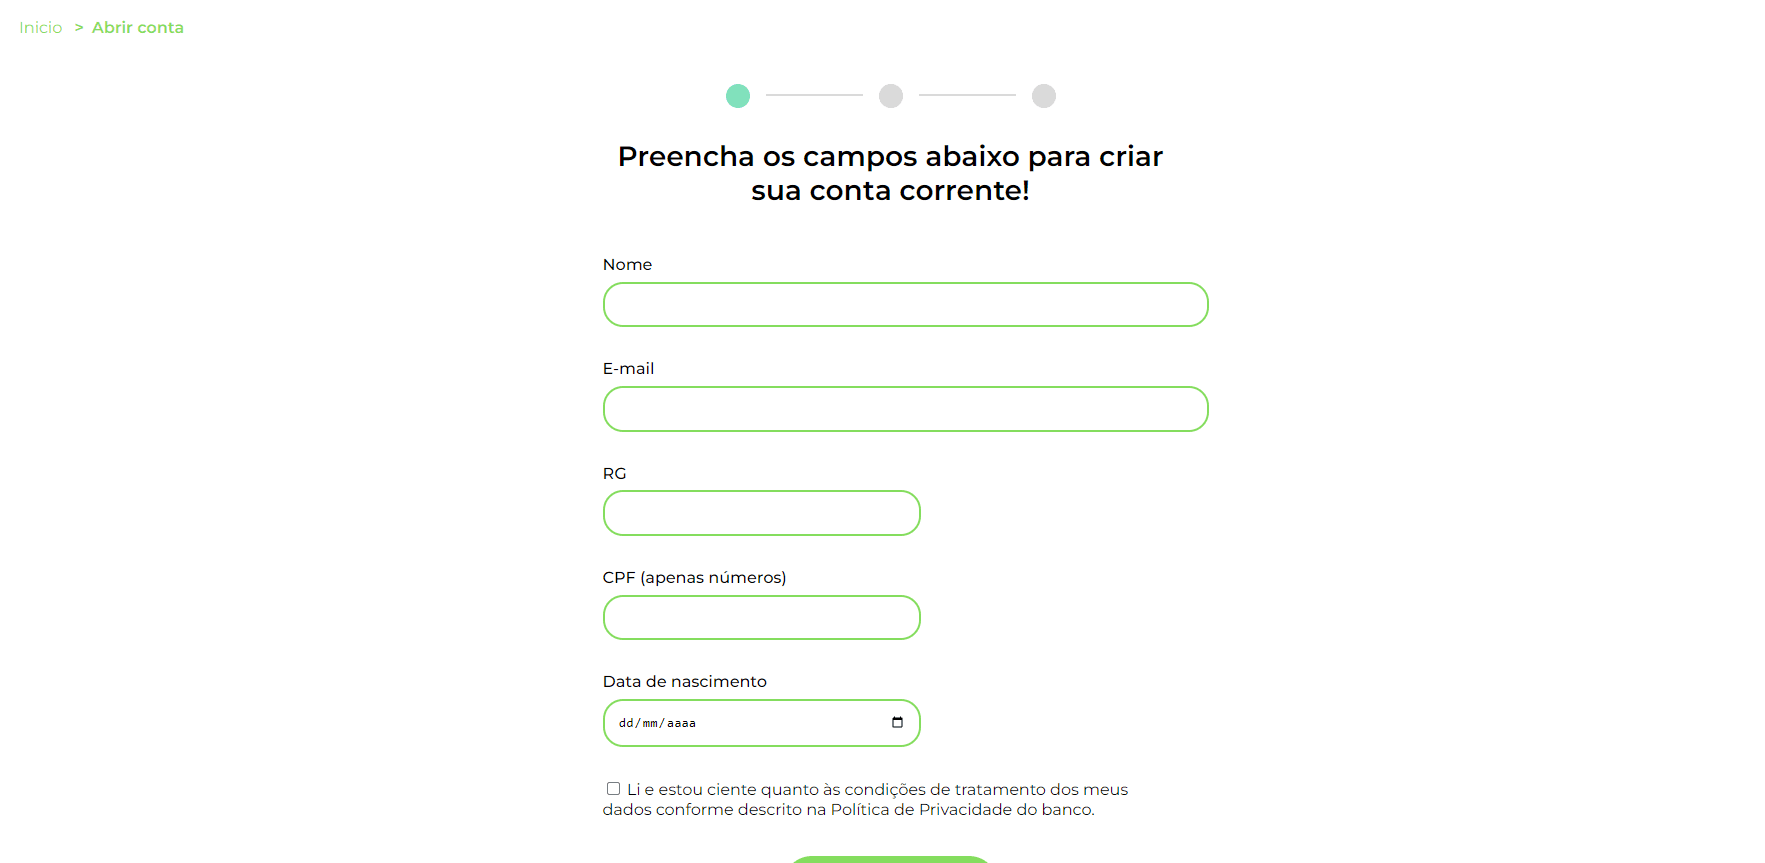 Inicio > Abrir conta
Preencha os campos abaixo para criar
sua conta corrente!
Nome
E-mail
RG
CPF (apenas números)
Data de nascimento
dd/mm/aaaa
Li e estou ciente quanto às condições de tratamento dos meus
dados conforme descrito na Política de Privacidade do banco.